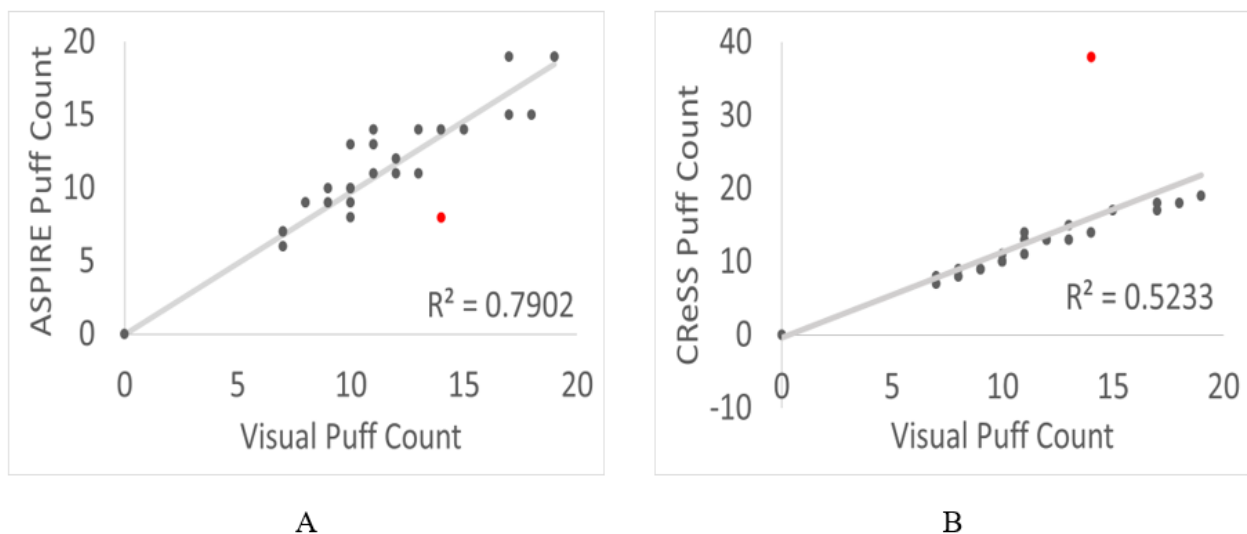 20
15
10
5
0
ASPIRE Puff Count
R² = 0.7902
0 5 10 15 20
Visual Puff Count
A
40
30
20
10
0
-10
CReSS Puff Count
R² = 0.5233
0 5 10 15 20
Visual Puff Count
B